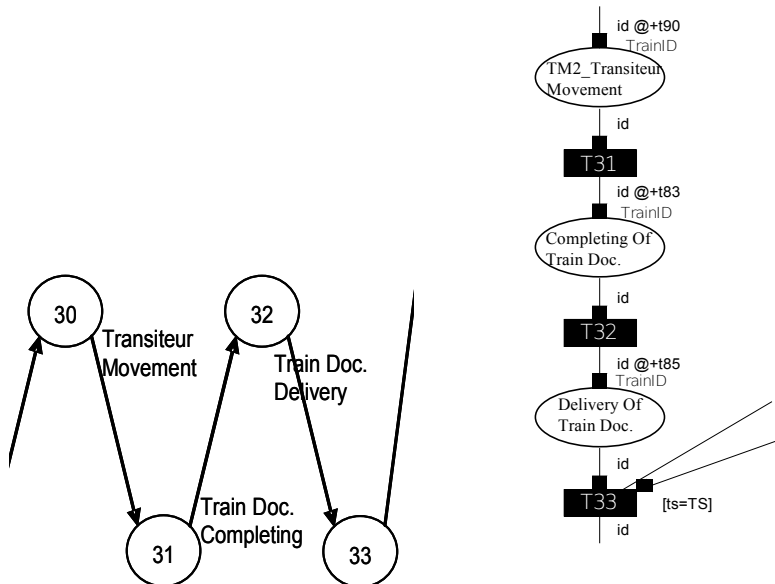 30
32
Transiteur
Movement
Train Doc.
Delivery
Train Doc.
Completing
31
33
id @+t90
TrainID
TM2_Transiteur
Movement
id
T31
id @+t83
TrainID
Completing Of
Train Doc.
id
T32
id @+t85
TrainID
Delivery Of
Train Doc.
id
T33
[ts=TS]
id